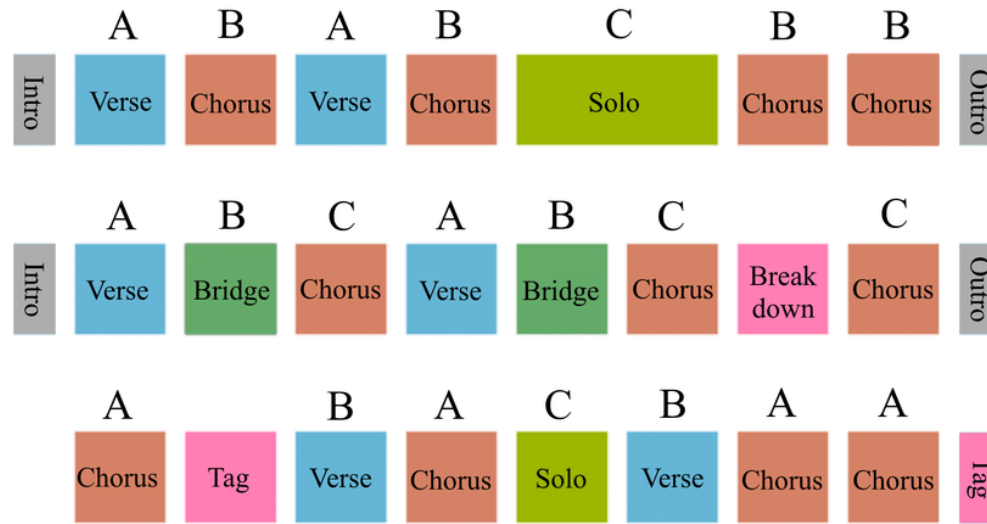 A B A B C B B
Intro Verse Chorus Verse Chorus Solo Chorus Chorus Outro
A B C A B C C
Intro Verse Bridge Chorus Verse Bridge Chorus Break down Chorus Outro
A B A C B A A
Chorus Tag Verse Chorus Solo Verse Chorus Chorus Tag